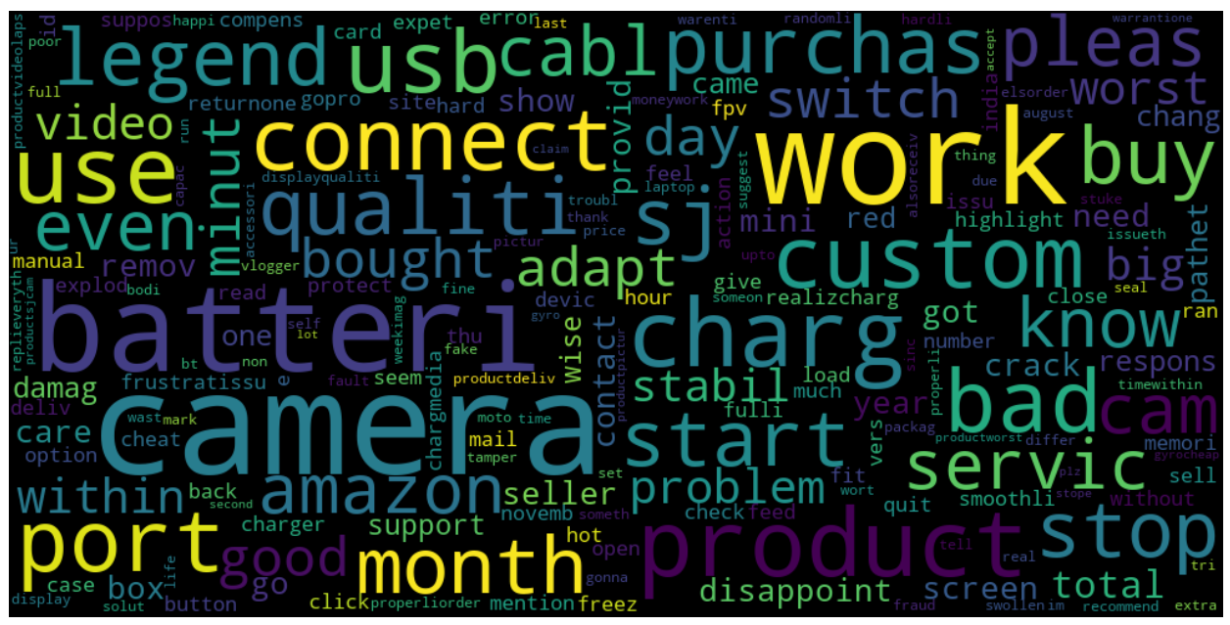 suppos happi compens card expet error last purchas pleas
warenti randomli hardli warrantione
legend usb cabl came switch worst
poor full returnone gopro site hard show moneywork fpv elsorder india accept
video connect provid day work august chang
use minut claim feel thing buy
run capac displayqualiti laptop suggest due stuke
even qualiti troubl sj action mini red issu highlight need
accessori thank price alsoreceiv issueth pathet
manual remov vlogger bought pictur adapt upto custom big
explod bodi read protect fine devic hour give someon realizcharg close seal ran
replieverythur productsjcam productvideolaps id
batteri one self lot weekimag gyro thu fake wise contact charg got number know
bt non sinc crack respons
damag frustratissu e fault seem productdeliv productpictur stabil load much properli timewithin
deliv camera chargmedia moto time fulli year bad cam
care wast mark cheat mail start vers packag productworst differ memori
option tamper set servic gyrocheap
within back amazon seller problem fit smoothli plz sell
second novemb someth wort quit stope without
port charger support hot check feed product tell stop
good month open real
case box life go gonna disappoint screen total tri
display solut button click properliorder mention freez fraud swollen im recommend extra